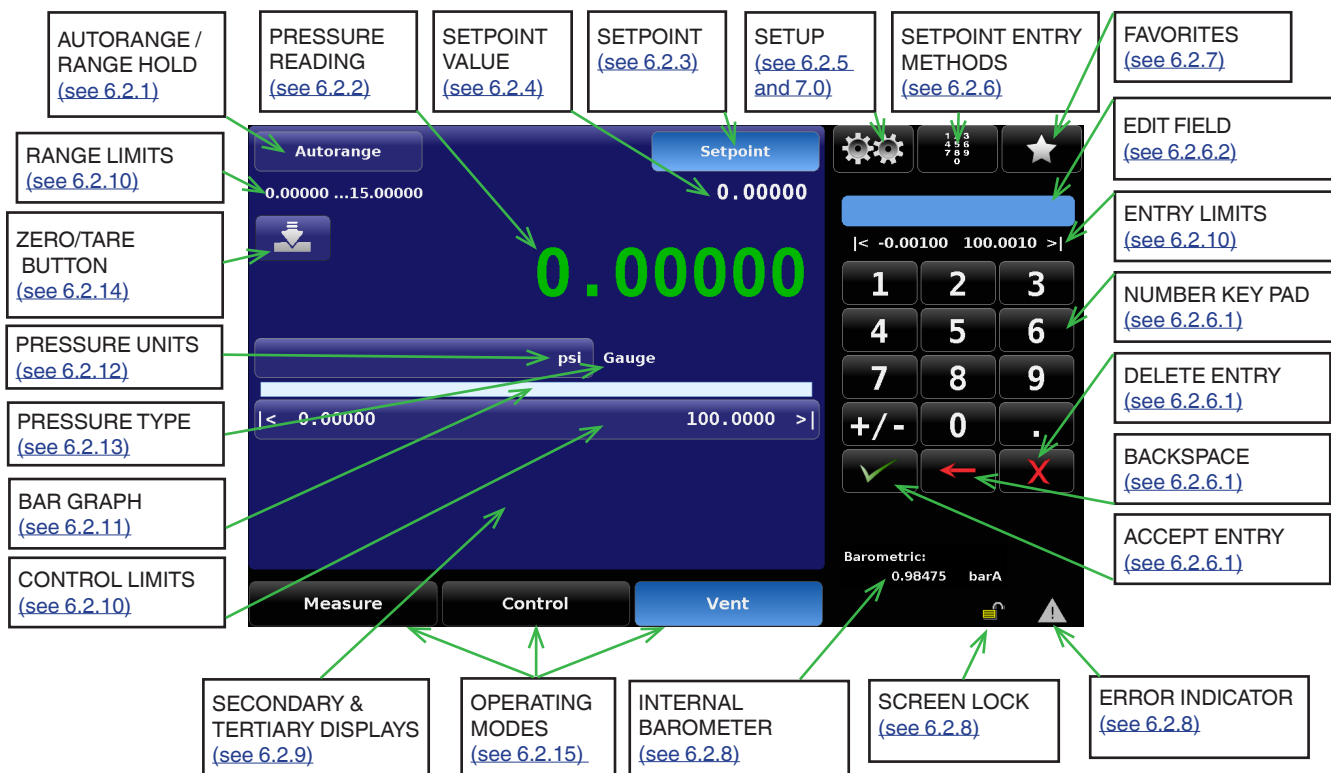 AUTORANGE /
RANGE HOLD
(see 6.2.1)
PRESSURE
READING
(see 6.2.2)
SETPOINT
VALUE
(see 6.2.4)
SETPOINT
(see 6.2.3)
SETUP
(see 6.2.5
and 7.0)
SETPOINT ENTRY
METHODS
(see 6.2.6)
FAVORITES
(see 6.2.7)
RANGE LIMITS
(see 6.2.10)
ZERO/TARE
BUTTON
(see 6.2.14)
PRESSURE UNITS
(see 6.2.12)
PRESSURE TYPE
(see 6.2.13)
BAR GRAPH
(see 6.2.11)
CONTROL LIMITS
(see 6.2.10)
Autorange
Setpoint
0.00000 ...15.00000
0.00000
0.00000
psi
Gauge
|< 0.00000
100.0000 >|
Measure
Control
Vent
1 3
4 5 6
7 8 9
0
|< -0.00100 100.0010 >|
1 2 3
4 5 6
7 8 9
+/- 0 .
X
Barometric:
0.98475 barA
EDIT FIELD
(see 6.2.6.2)
ENTRY LIMITS
(see 6.2.10)
NUMBER KEY PAD
(see 6.2.6.1)
DELETE ENTRY
(see 6.2.6.1)
BACKSPACE
(see 6.2.6.1)
ACCEPT ENTRY
(see 6.2.6.1)
SECONDARY &
TERTIARY DISPLAYS
(see 6.2.9)
OPERATING
MODES
(see 6.2.15)
INTERNAL
BAROMETER
(see 6.2.8)
SCREEN LOCK
(see 6.2.8)
ERROR INDICATOR
(see 6.2.8)